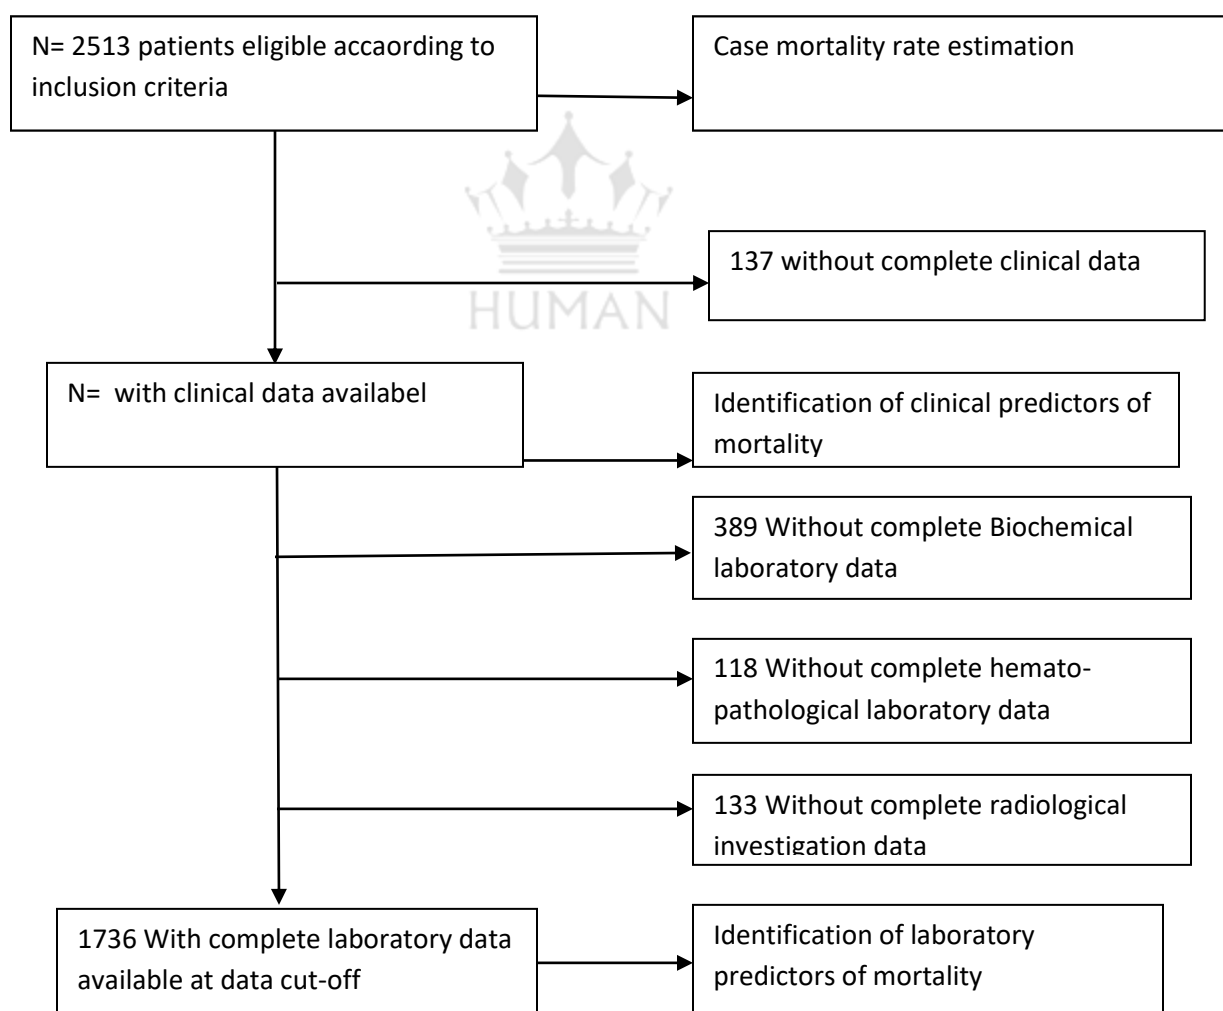 N= 2513 patients eligible accaording to
inclusion criteria
Case mortality rate estimation
HUMAN
137 without complete clinical data
N=  with clinical data availabel
Identification of clinical predictors of
mortality
389 Without complete Biochemical
laboratory data
118 Without complete hemato-
pathological laboratory data
133 Without complete radiological
investigation data
1736 With complete laboratory data
available at data cut-off
Identification of laboratory
predictors of mortality